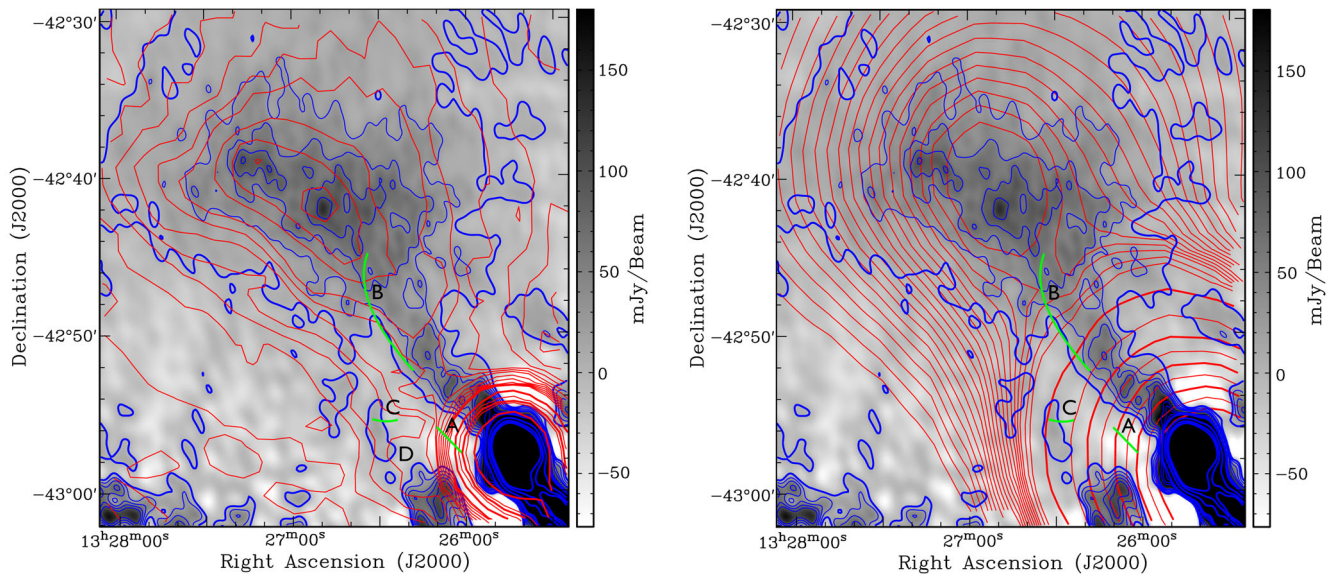 −42°30′
−42°40′
−42°50′
−43°00′
Declination (J2000)
13ʰ28ᵐ00ˢ
27ᵐ00ˢ
26ᵐ00ˢ
Right Ascension (J2000)
B
C
A
D
150
100
50
0
−50
mJy/Beam
−42°30′
−42°40′
−42°50′
−43°00′
Declination (J2000)
13ʰ28ᵐ00ˢ
27ᵐ00ˢ
26ᵐ00ˢ
Right Ascension (J2000)
B
C
A
150
100
50
0
−50
mJy/Beam